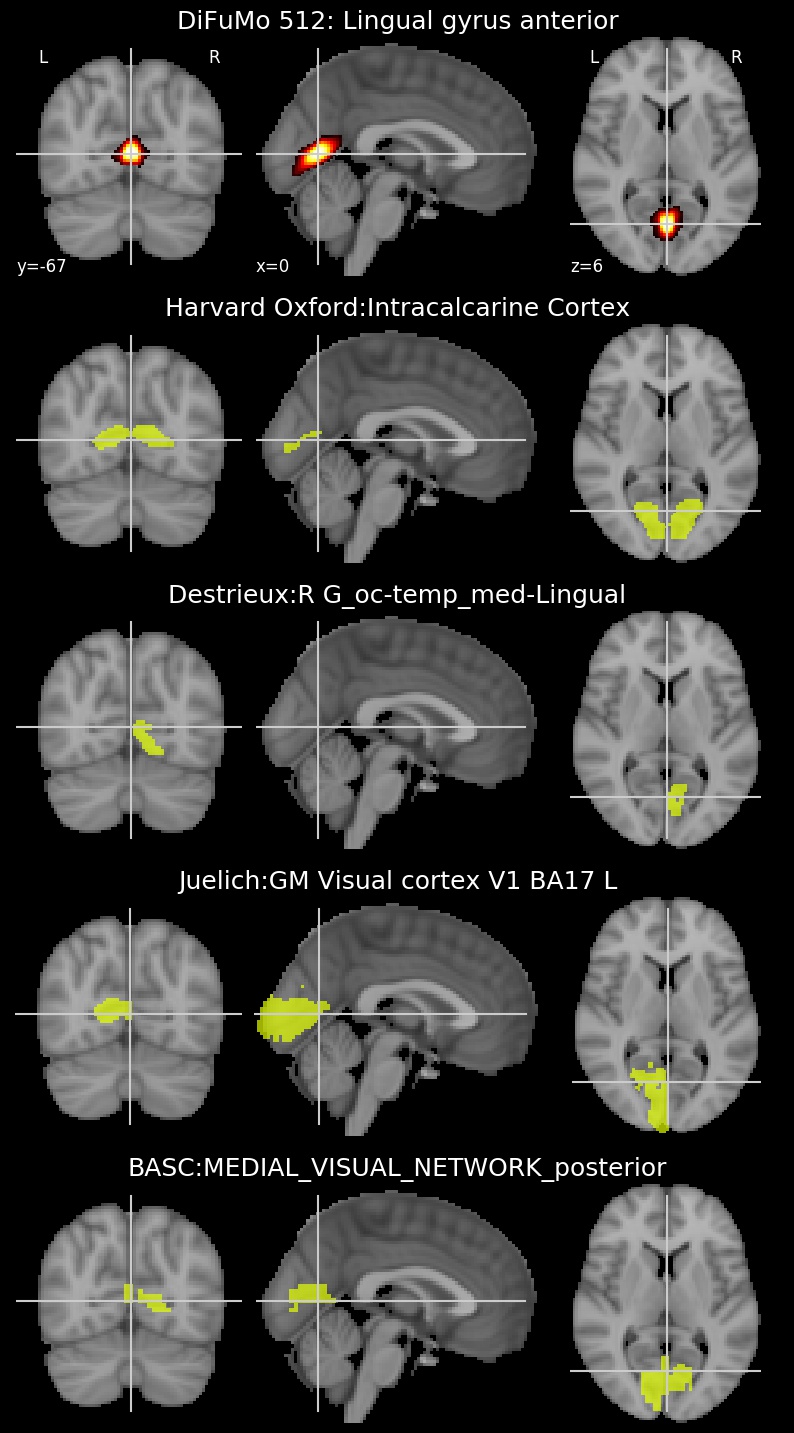 DiFuMo 512: Lingual gyrus anterior
L R L R
y=-67 x=0 z=6
Harvard Oxford:Intracalcarine Cortex
Destrieux:R G_oc-temp_med-Lingual
Juelich:GM Visual cortex V1 BA17 L
BASC:MEDIAL_VISUAL_NETWORK_posterior